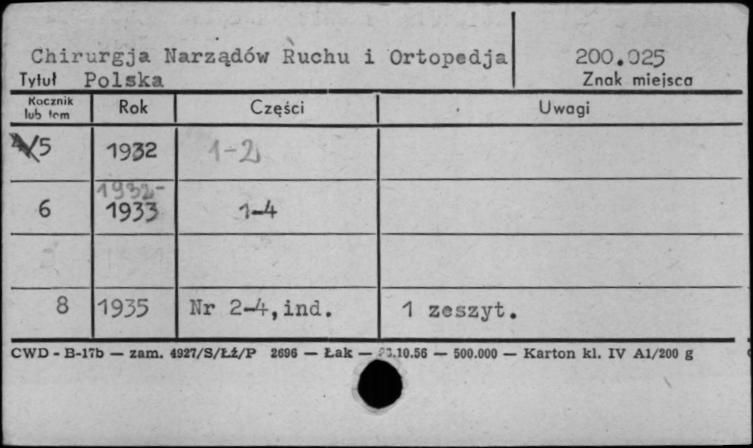 Chirurgja Narządów Ruchu i Ortopedja 200.025
Tytuł Polska Znak miejsca
Rocznik lub tom Rok Części Uwagi
5 1932 1-2
1932-
6 1933 1-4
8 1935 Nr 2-4, ind. 1 zeszyt.
CWD - B-17b — zam. 4927/S/Łż/P 2696 — Łak — .10.56 — 500.000 — Karton kl. IV A1/200 g